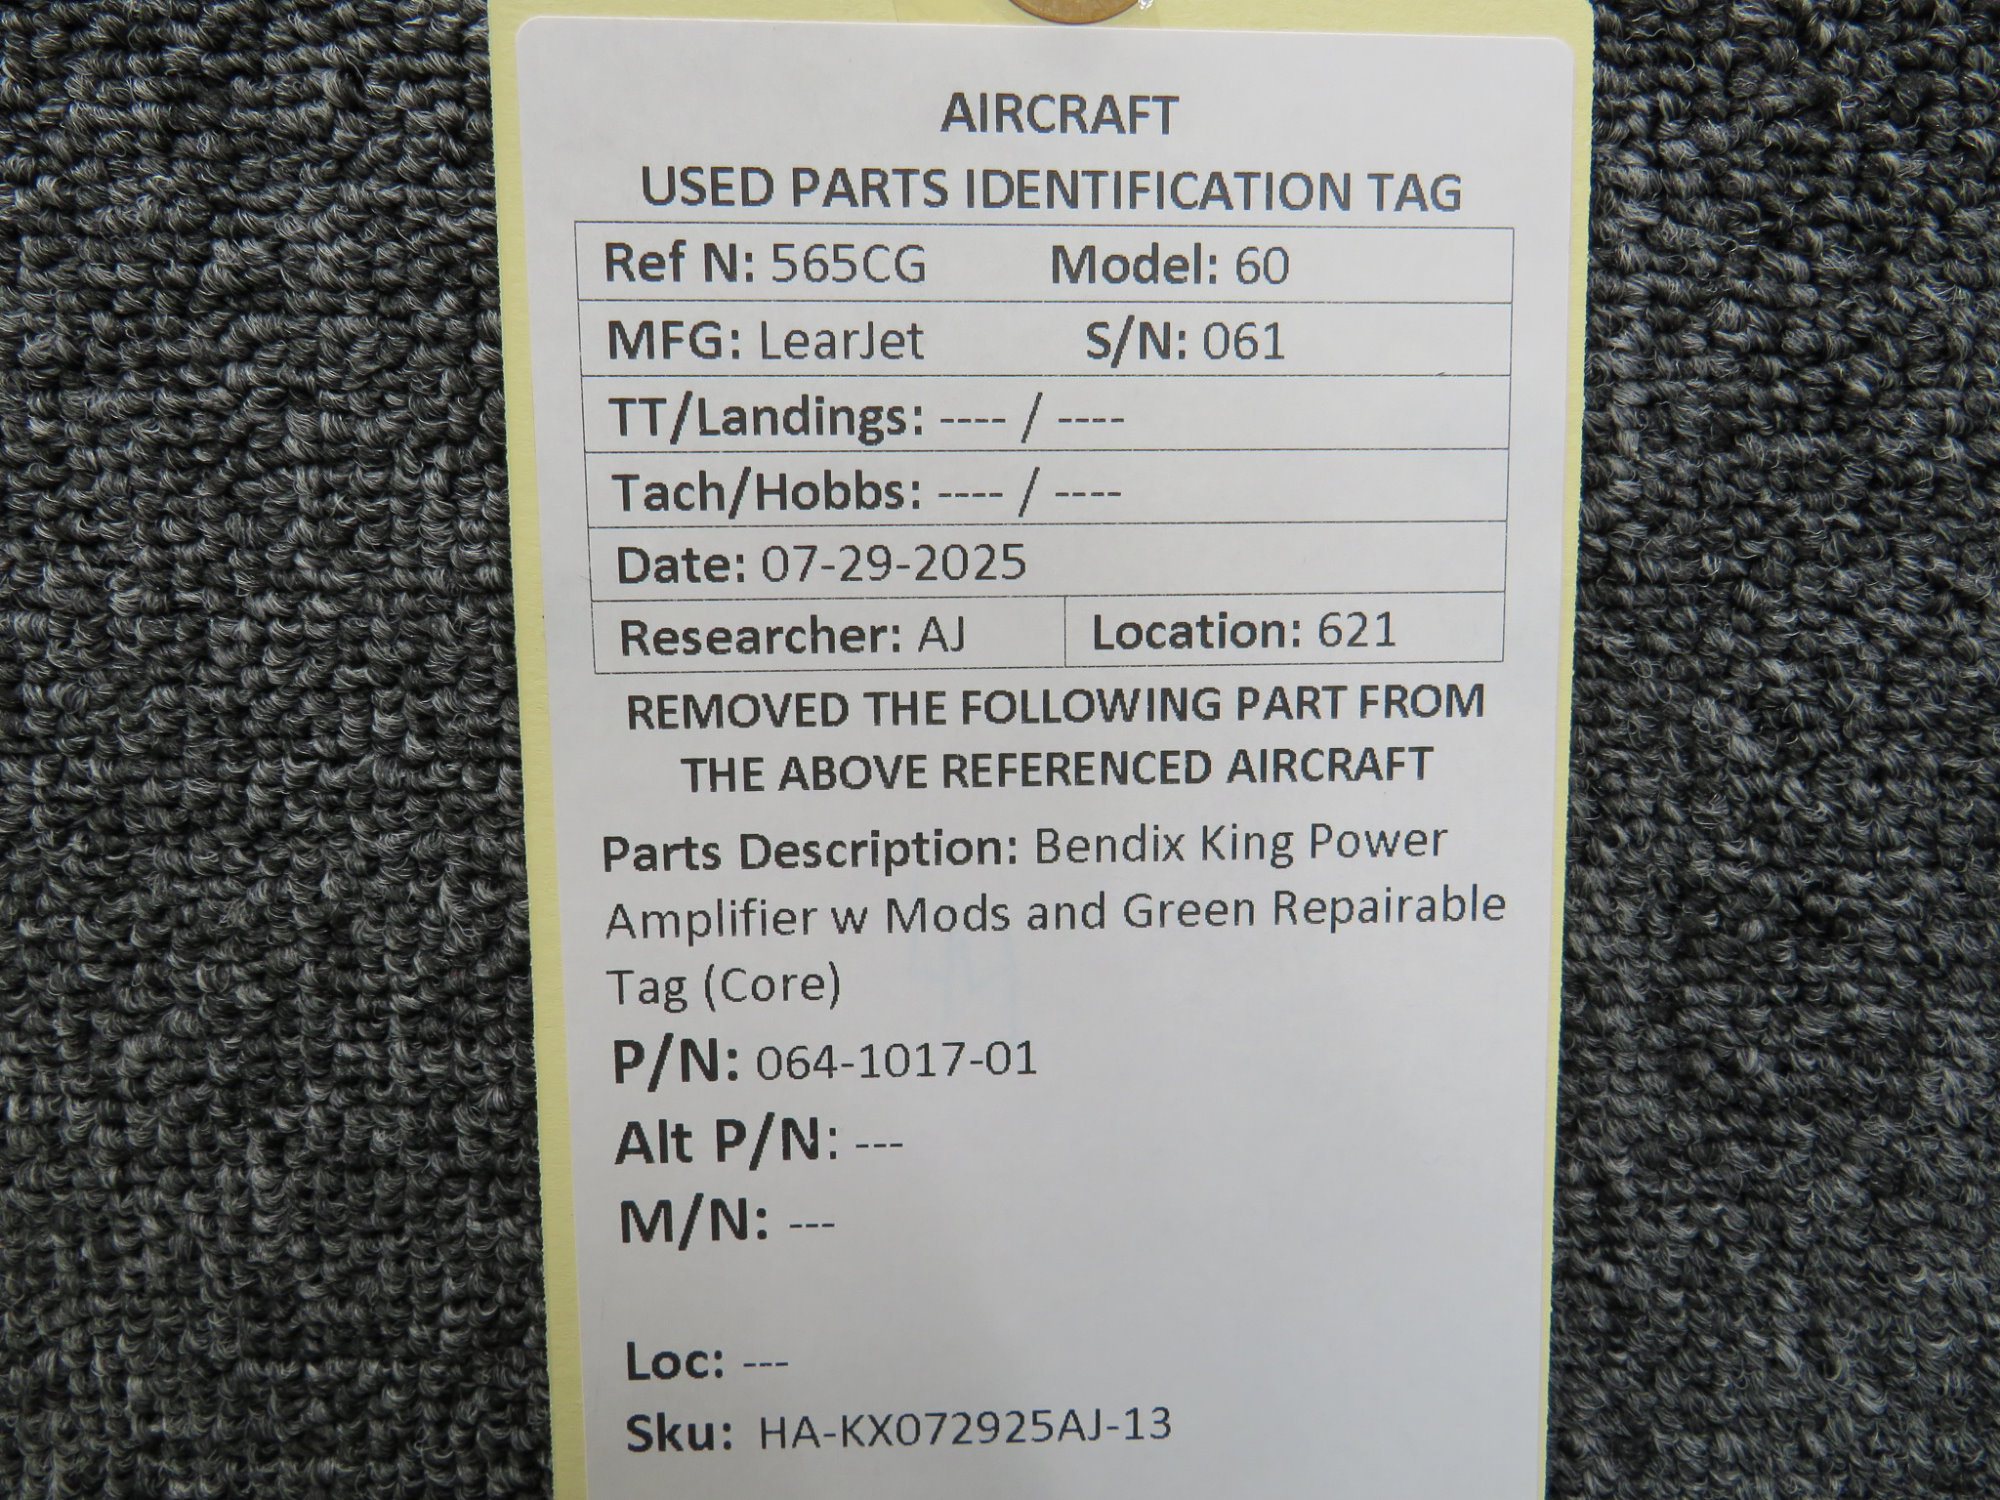 AIRCRAFT
USED PARTS IDENTIFICATION TAG
Ref N: 565CG Model: 60
MFG: LearJet S/N: 061
TT/Landings: ---- / ----
Tach/Hobbs: ---- / ----
Date: 07-29-2025
Researcher: AJ Location: 621
REMOVED THE FOLLOWING PART FROM
THE ABOVE REFERENCED AIRCRAFT
Parts Description: Bendix King Power
Amplifier w Mods and Green Repairable
Tag (Core)
P/N: 064-1017-01
Alt P/N: ---
M/N: ---
Loc: ---
Sku: HA-KX072925AJ-13